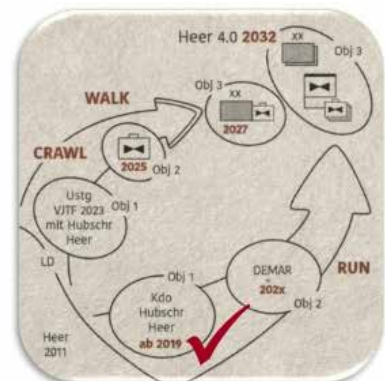 Heer 4.0 2032
xx
Obj 3
Obj 3
xx
2027
WALK
2025
Obj 2
CRAWL
Ustg
VJTF 2023
mit Hubschr
Heer
Obj 1
LD
RUN
DEMAR
202x
Obj 2
Obj 1
Kdo
Hubschr
Heer
ab 2019
Heer
2011